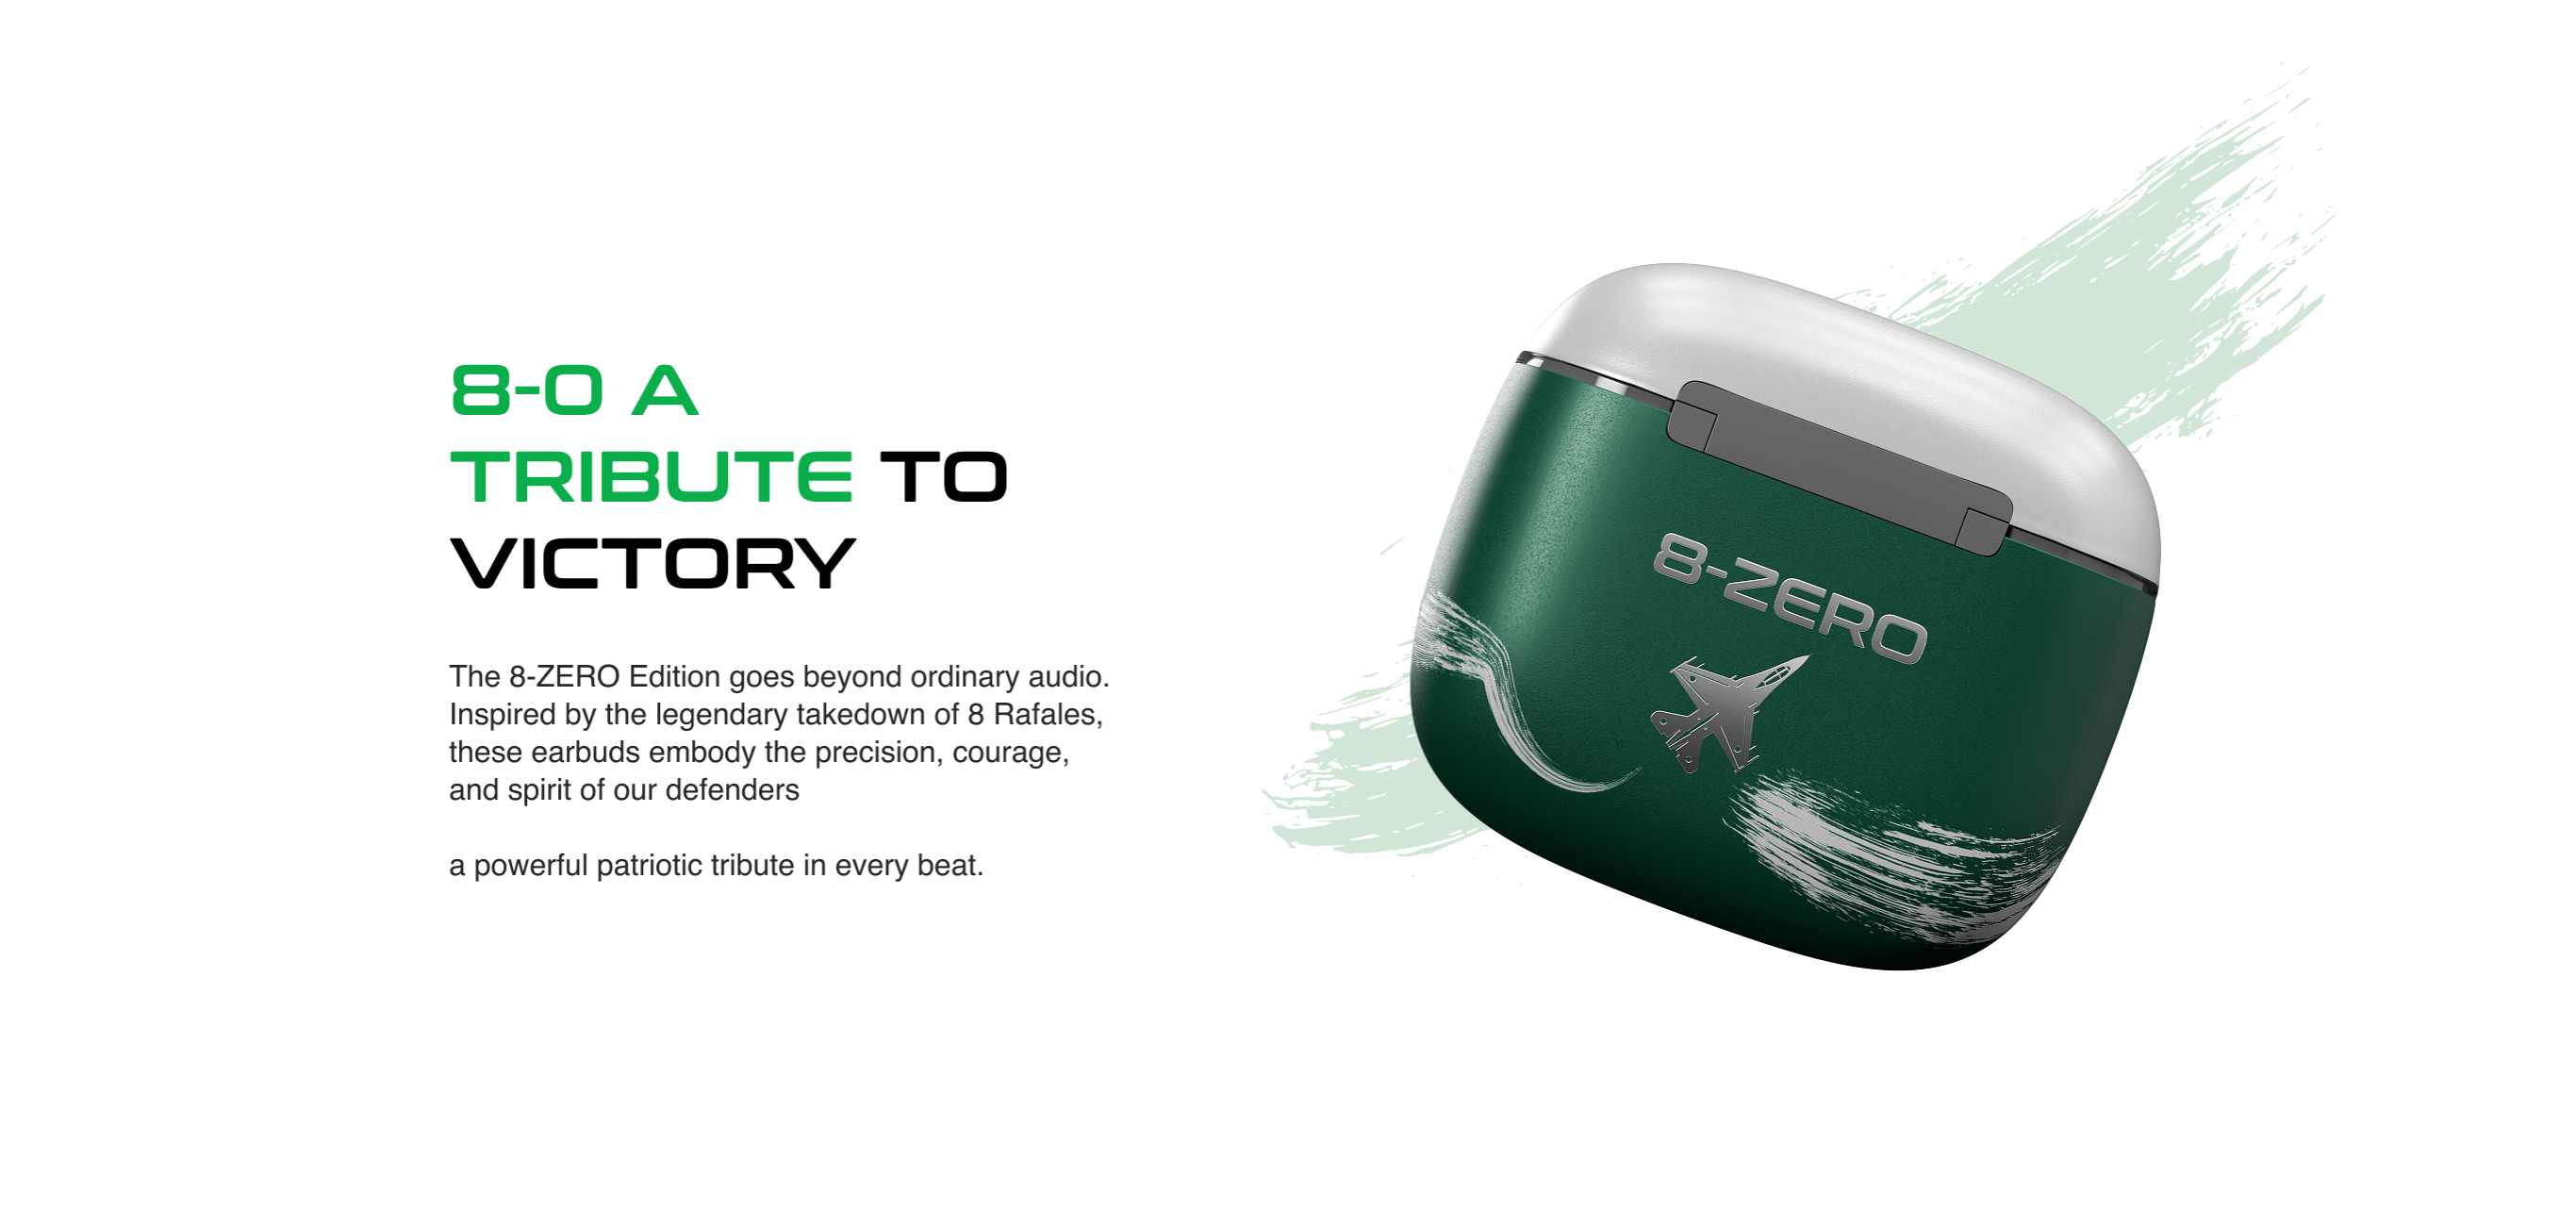 8-0 A
TRIBUTE TO
VICTORY
The 8-ZERO Edition goes beyond ordinary audio.
Inspired by the legendary takedown of 8 Rafales,
these earbuds embody the precision, courage,
and spirit of our defenders
a powerful patriotic tribute in every beat.
8-ZERO